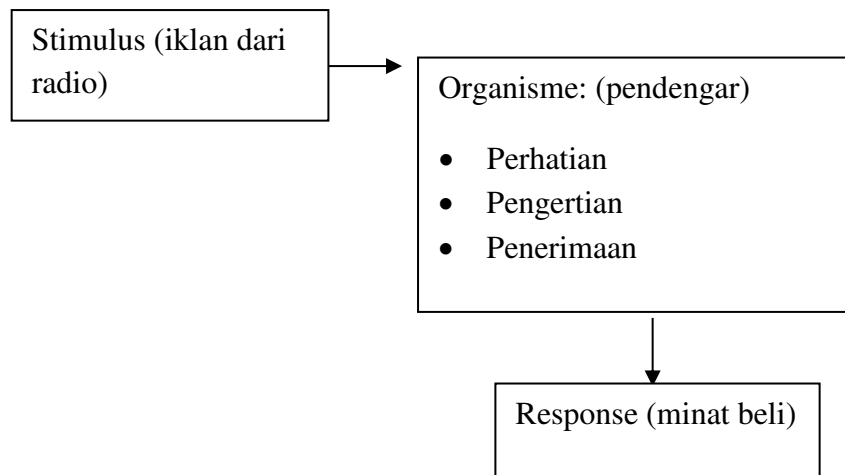 Stimulus (iklan dari
radio)
Organisme: (pendengar)
• Perhatian
• Pengertian
• Penerimaan
Response (minat beli)